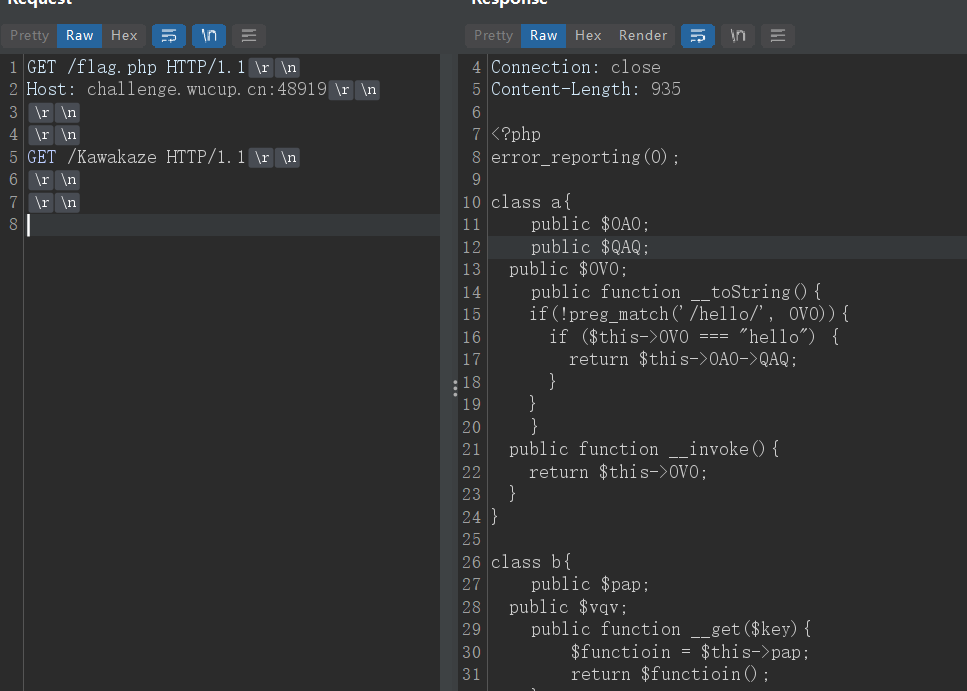 Request
Pretty Raw Hex \n
1 GET /flag.php HTTP/1.1 \r \n
2 Host: challenge.wucup.cn:48919 \r \n
3 \r \n
4 \r \n
5 GET /Kawakaze HTTP/1.1 \r \n
6 \r \n
7 \r \n
8
Response
Pretty Raw Hex Render \n
4 Connection: close
5 Content-Length: 935
6
7 <?php
8 error_reporting(0);
9
10 class a{
11     public $OAO;
12     public $QAQ;
13   public $OVO;
14     public function __toString(){
15     if(!preg_match('/hello/', OVO)){
16       if ($this->OVO === "hello") {
17         return $this->OAO->QAQ;
18       }
19     }
20     }
21   public function __invoke(){
22     return $this->OVO;
23   }
24 }
25
26 class b{
27     public $pap;
28   public $vqv;
29     public function __get($key){
30         $functioin = $this->pap;
31         return $functioin();